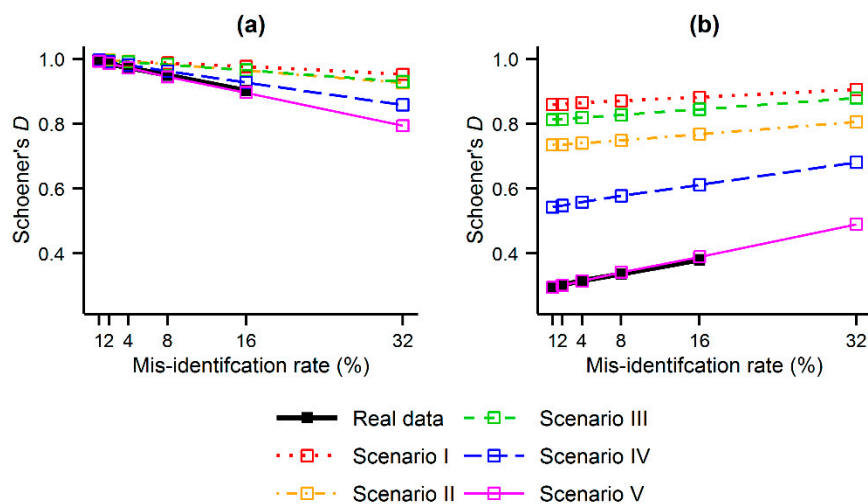 (a)
Schoener's D
1.0
0.8
0.6
0.4
12 4 8 16 32
Mis-identifcation rate (%)
(b)
Schoener's D
1.0
0.8
0.6
0.4
12 4 8 16 32
Mis-identifcation rate (%)
Real data
Scenario I
Scenario II
Scenario III
Scenario IV
Scenario V